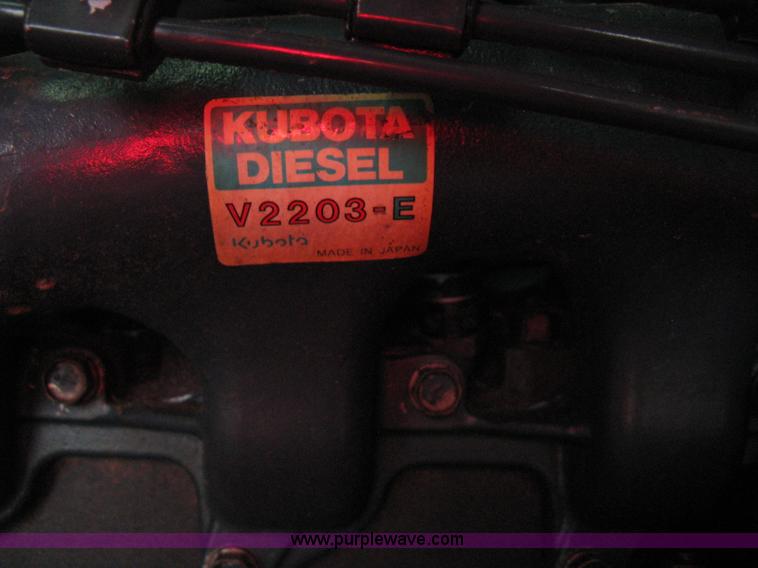 KUBOTA
DIESEL
V2203-E
Kubota
MADE IN JAPAN
www.purplewave.com